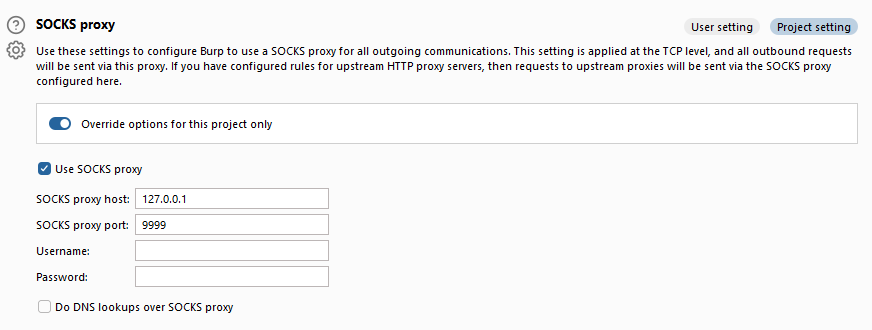 SOCKS proxy
User setting
Project setting
Use these settings to configure Burp to use a SOCKS proxy for all outgoing communications. This setting is applied at the TCP level, and all outbound requests
will be sent via this proxy. If you have configured rules for upstream HTTP proxy servers, then requests to upstream proxies will be sent via the SOCKS proxy
configured here.
Override options for this project only
Use SOCKS proxy
SOCKS proxy host: 127.0.0.1
SOCKS proxy port: 9999
Username:
Password:
Do DNS lookups over SOCKS proxy